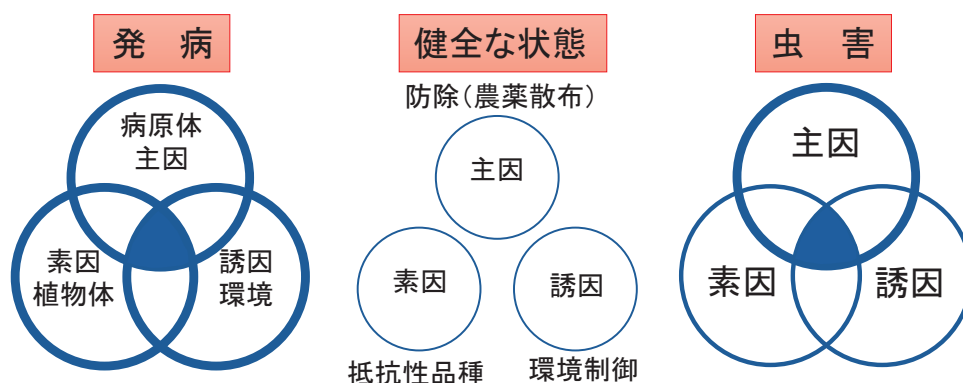 発　病
病原体
主因
素因
植物体
誘因
環境
健全な状態
防除（農薬散布）
主因
素因
誘因
抵抗性品種
環境制御
虫　害
主因
素因
誘因